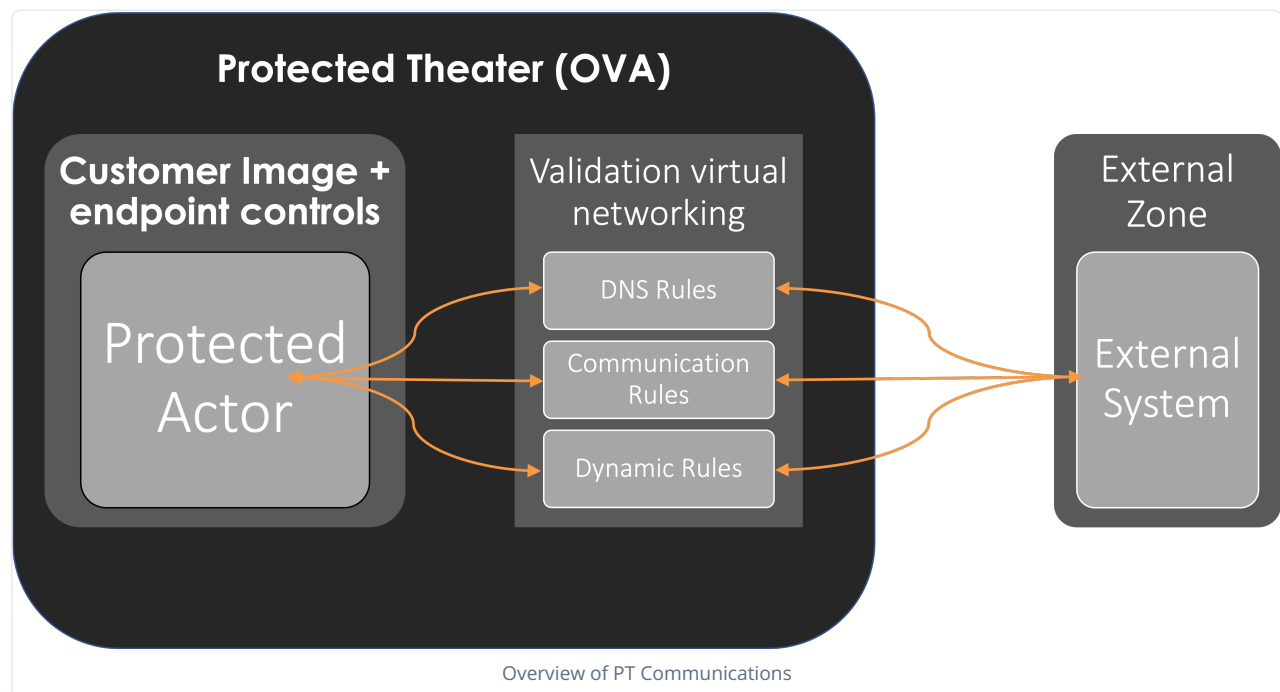 Protected Theater (OVA)
Customer Image +
endpoint controls
Protected
Actor
Validation virtual
networking
DNS Rules
Communication
Rules
Dynamic Rules
External
Zone
External
System
Overview of PT Communications